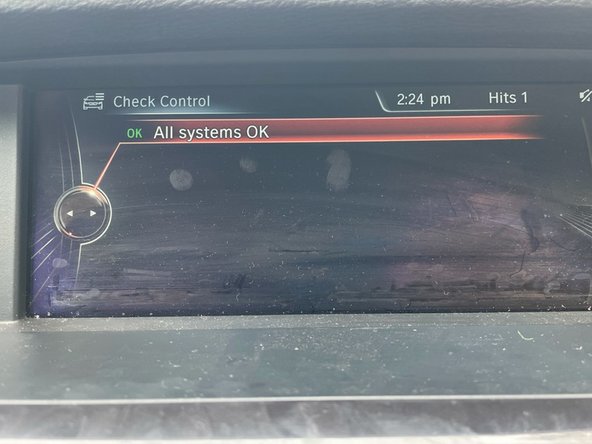 Check Control
2:24 pm
Hits 1
OK All systems OK